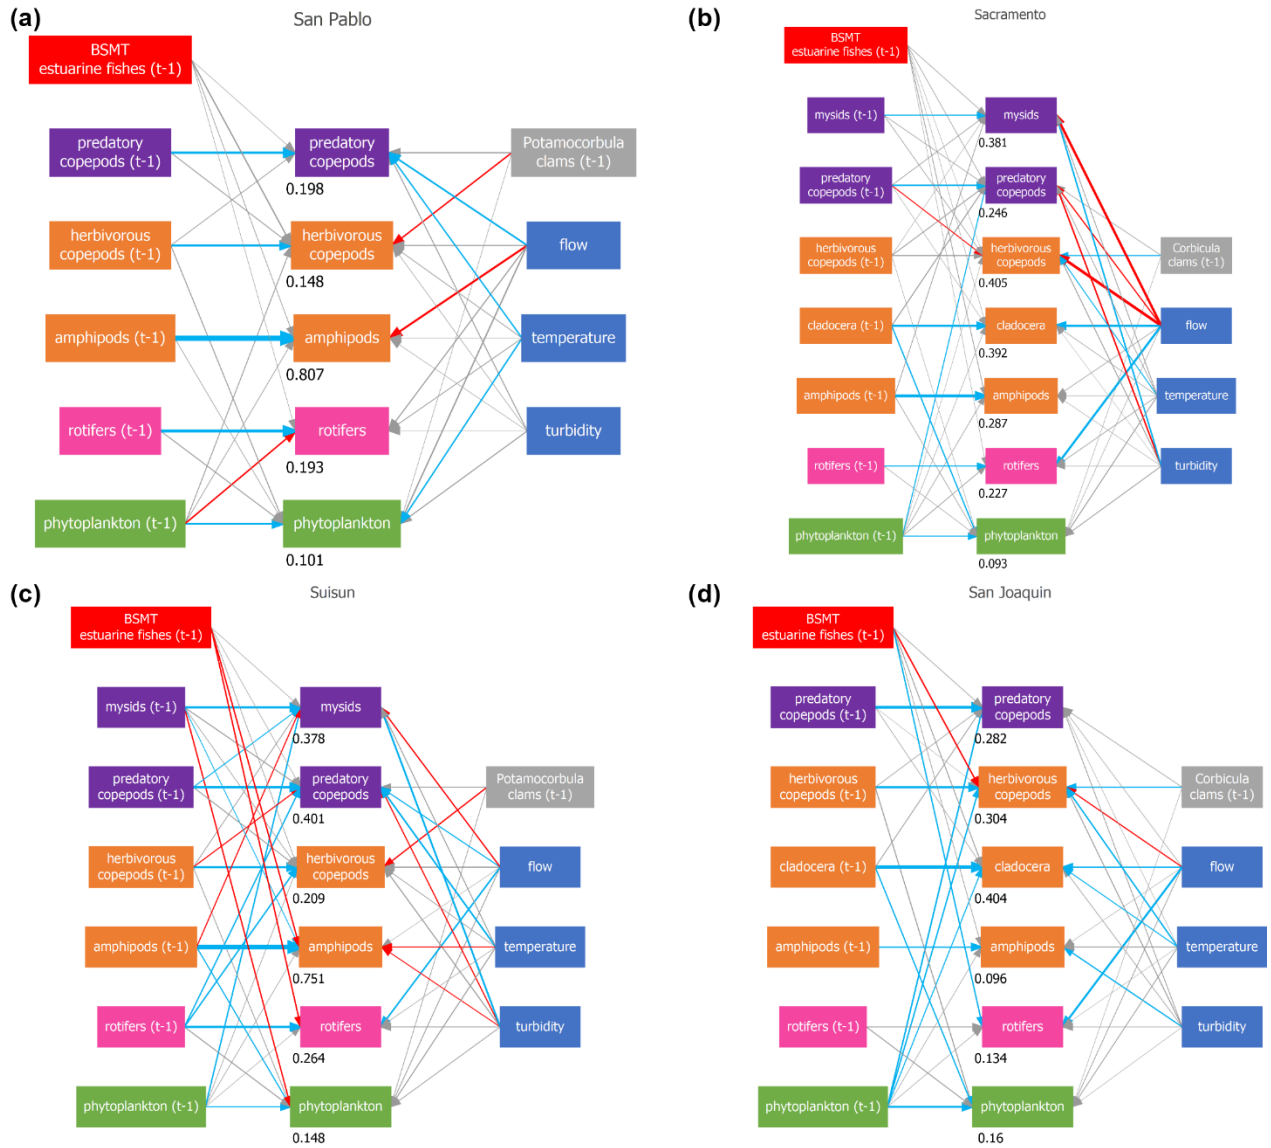 (a)
San Pablo
BSMT
estuarine fishes (t-1)
predatory
copepods (t-1)
predatory
copepods
0.198
Potamocorbula
clams (t-1)
herbivorous
copepods (t-1)
herbivorous
copepods
0.148
flow
amphipods (t-1)
amphipods
0.807
temperature
rotifers (t-1)
rotifers
0.193
turbidity
phytoplankton (t-1)
phytoplankton
0.101
(b)
Sacramento
BSMT
estuarine fishes (t-1)
mysids (t-1)
mysids
0.381
predatory
copepods (t-1)
predatory
copepods
0.246
herbivorous
copepods (t-1)
herbivorous
copepods
0.405
Corbicula
clams (t-1)
cladocera (t-1)
cladocera
0.392
flow
amphipods (t-1)
amphipods
0.287
temperature
rotifers (t-1)
rotifers
0.227
turbidity
phytoplankton (t-1)
phytoplankton
0.093
(c)
Suisun
BSMT
estuarine fishes (t-1)
mysids (t-1)
mysids
0.378
predatory
copepods (t-1)
predatory
copepods
0.401
Potamocorbula
clams (t-1)
herbivorous
copepods (t-1)
herbivorous
copepods
0.209
flow
amphipods (t-1)
amphipods
0.751
temperature
rotifers (t-1)
rotifers
0.264
turbidity
phytoplankton (t-1)
phytoplankton
0.148
(d)
San Joaquin
BSMT
estuarine fishes (t-1)
predatory
copepods (t-1)
predatory
copepods
0.282
herbivorous
copepods (t-1)
herbivorous
copepods
0.304
Corbicula
clams (t-1)
cladocera (t-1)
cladocera
0.404
flow
amphipods (t-1)
amphipods
0.096
temperature
rotifers (t-1)
rotifers
0.134
turbidity
phytoplankton (t-1)
phytoplankton
0.16